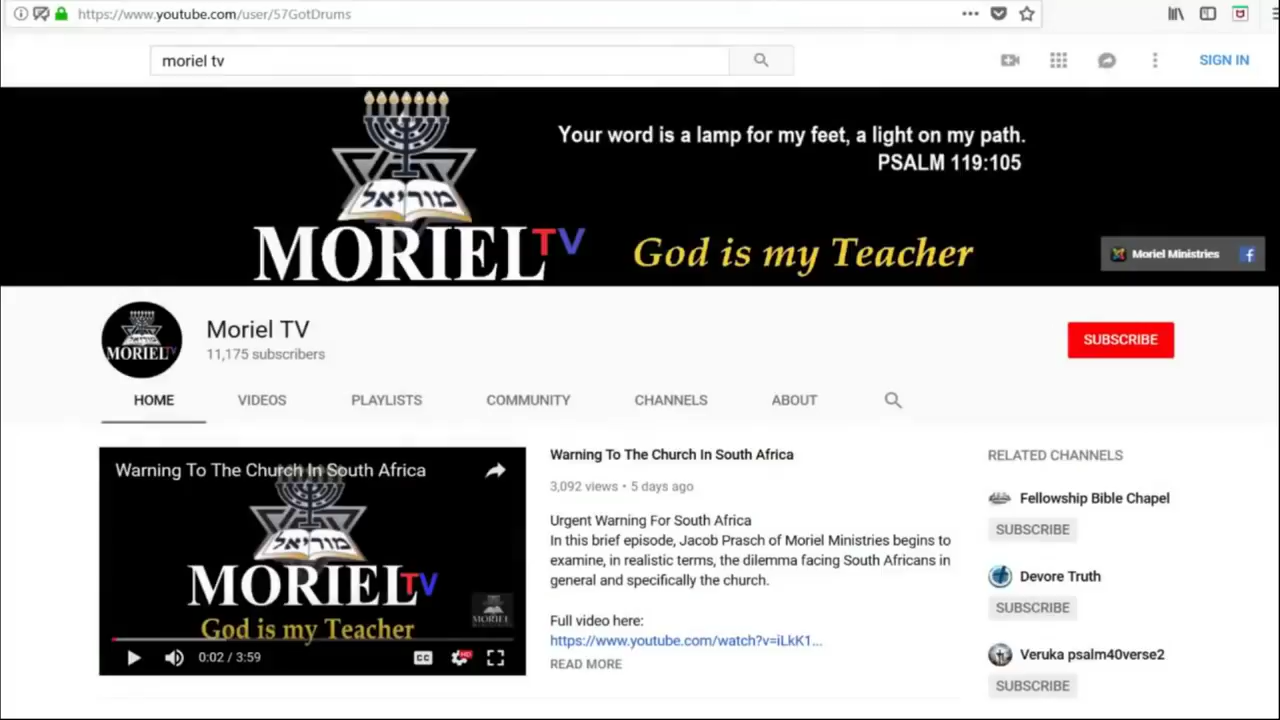 https://www.youtube.com/user/57GotDrums
moriel tv
SIGN IN
Your word is a lamp for my feet, a light on my path.
PSALM 119:105
מוריאל
MORIELTV
God is my Teacher
Moriel Ministries
MORIELTV
Moriel TV
11,175 subscribers
SUBSCRIBE
HOME
VIDEOS
PLAYLISTS
COMMUNITY
CHANNELS
ABOUT
Warning To The Church In South Africa
מוריאל
MORIELTV
God is my Teacher
MORIEL
0:02 / 3:59
CC
HD
Warning To The Church In South Africa
3,092 views • 5 days ago
Urgent Warning For South Africa
In this brief episode, Jacob Prasch of Moriel Ministries begins to
examine, in realistic terms, the dilemma facing South Africans in
general and specifically the church.
Full video here:
https://www.youtube.com/watch?v=iLkK1...
READ MORE
RELATED CHANNELS
Fellowship Bible Chapel
SUBSCRIBE
Devore Truth
SUBSCRIBE
Veruka psalm40verse2
SUBSCRIBE